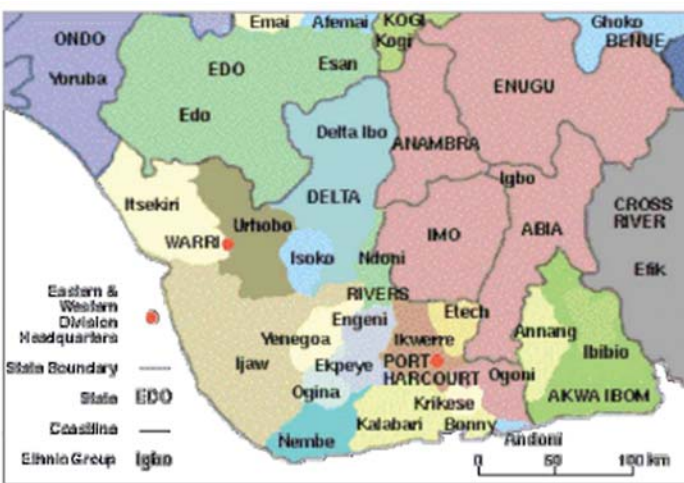 Emai
Afemai
KOGI
Kogi
Ghoko
BENUE
ONDO
Yoruba
EDO
Esan
ENUGU
Edo
Delta Ibo
ANAMBRA
Igbo
Itsekiri
DELTA
CROSS
RIVER
Urhobo
WARRI
IMO
ABIA
Isoko
Ndoni
Efik
RIVERS
Eastern &
Western
Division
Headquarters
Engeni
Etech
Yenegoa
Ikwerre
Annang
Ibibio
Ijaw
Ekpeye
PORT
HARCOURT
Ogoni
State Boundary
Ogina
AKWA IBOM
State EDO
Krikese
Coastline
Nembe
Kalabari
Bonny
Andoni
Ethnic Group Igbo
0 50 100 km